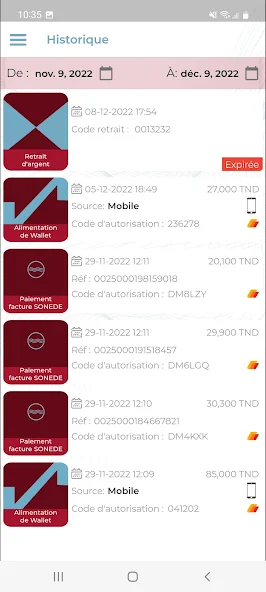 10:35
Historique
De : nov. 9, 2022 À: déc. 9, 2022
08-12-2022 17:54
Code retrait : 0013232
Retrait
d'argent
Expirée
05-12-2022 18:49 27,000 TND
Source: Mobile
Code d'autorisation : 236278
Alimentation
de Wallet
29-11-2022 12:11 20,100 TND
Réf : 0025000198159018
Code d'autorisation : DM8LZY
Paiement
facture SONEDE
29-11-2022 12:11 29,900 TND
Réf : 0025000191518457
Code d'autorisation : DM6LGQ
Paiement
facture SONEDE
29-11-2022 12:10 30,300 TND
Réf : 0025000184667821
Code d'autorisation : DM4KXK
Paiement
facture SONEDE
29-11-2022 12:09 85,000 TND
Source: Mobile
Code d'autorisation : 041202
Alimentation
de Wallet